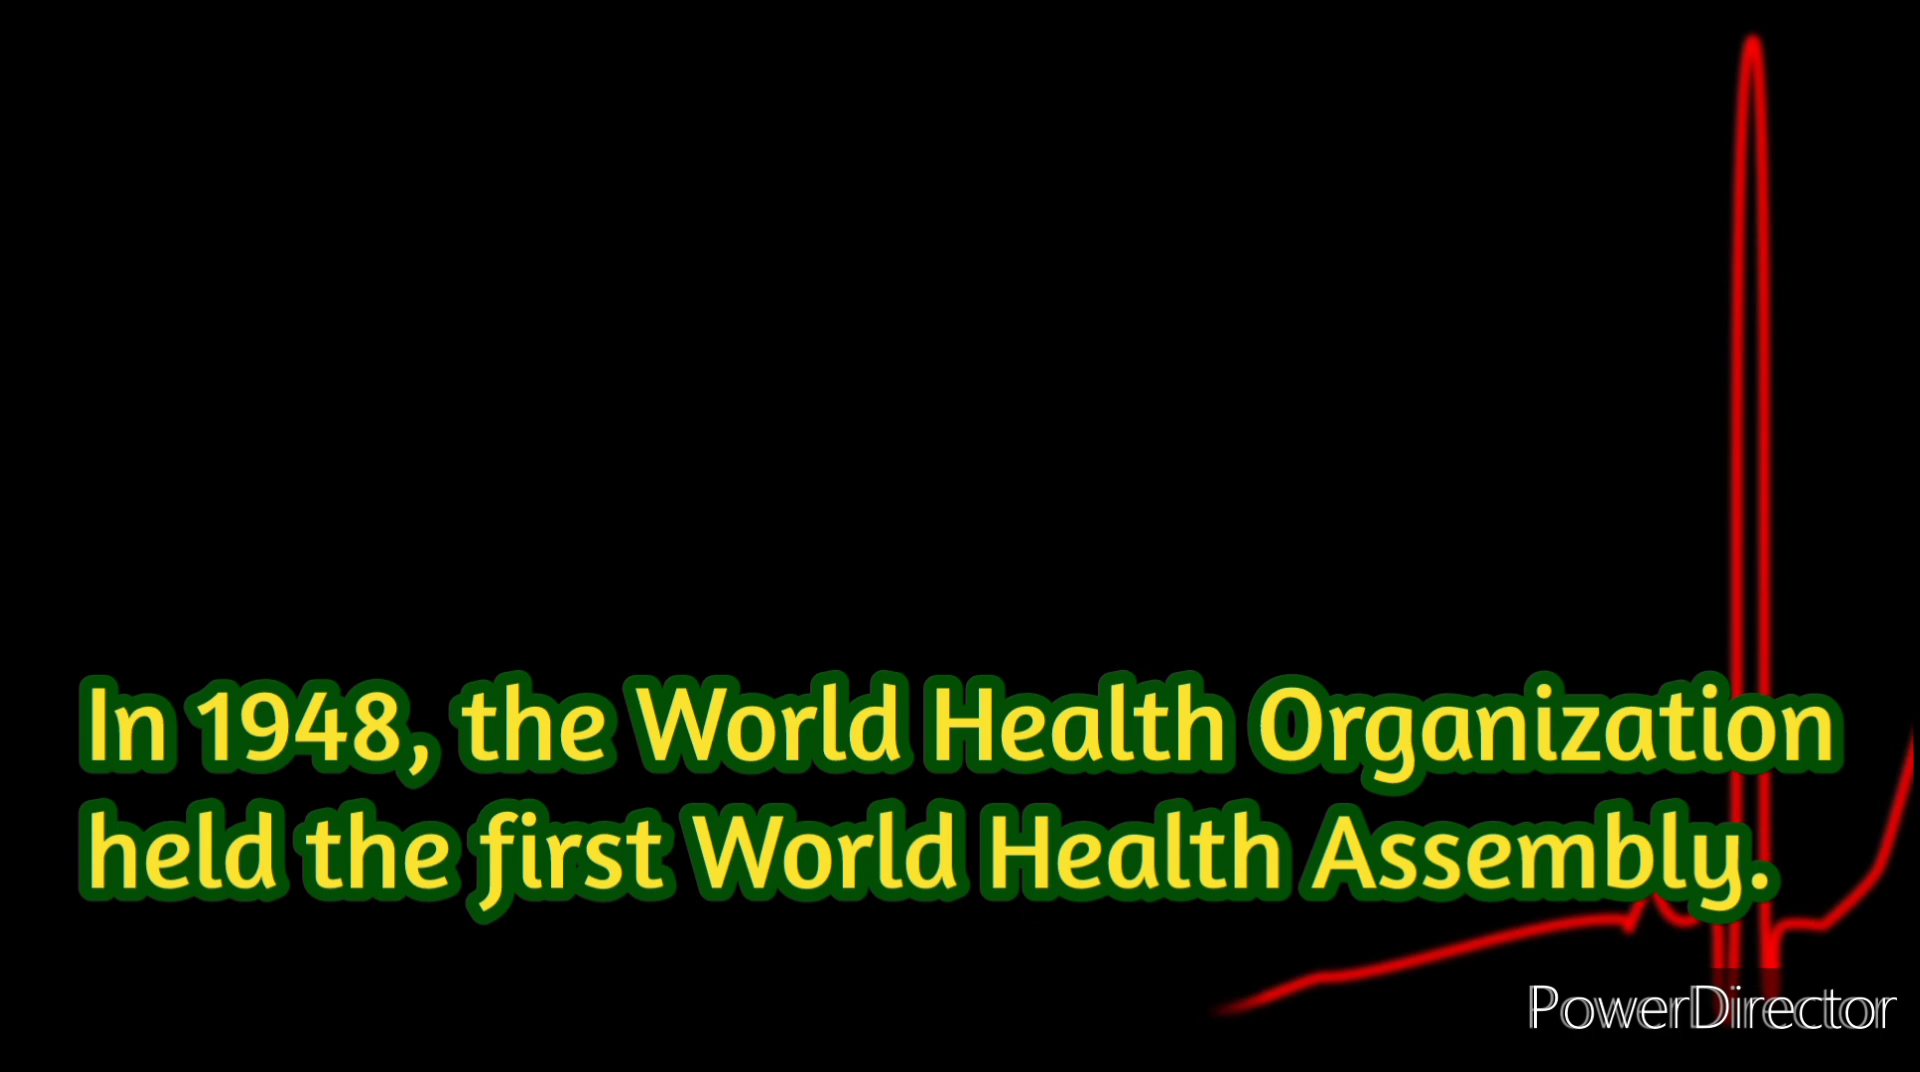 In 1948, the World Health Organization
held the first World Health Assembly.
PowerDirector